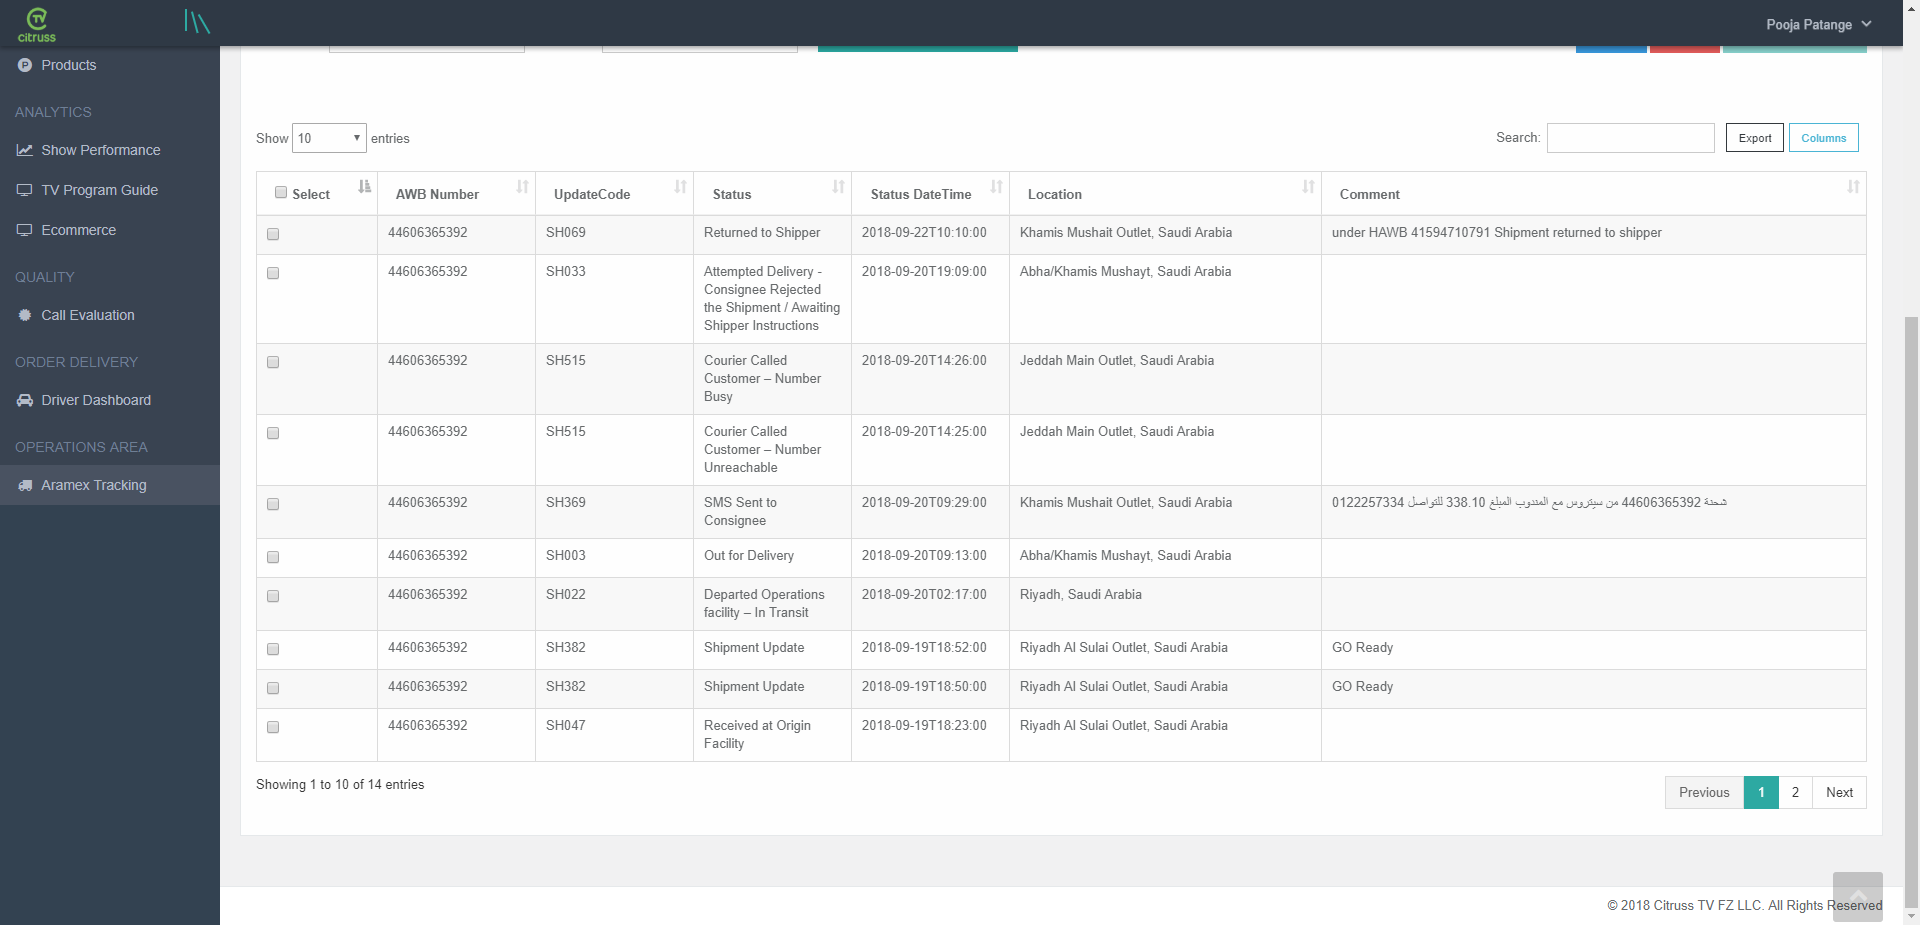 citruss
Pooja Patange
Products
ANALYTICS
Show Performance
TV Program Guide
Ecommerce
QUALITY
Call Evaluation
ORDER DELIVERY
Driver Dashboard
OPERATIONS AREA
Aramex Tracking
Show 10 entries
Search: Export Columns
Select AWB Number UpdateCode Status Status DateTime Location Comment
44606365392 SH069 Returned to Shipper 2018-09-22T10:10:00 Khamis Mushait Outlet, Saudi Arabia under HAWB 41594710791 Shipment returned to shipper
44606365392 SH033 Attempted Delivery - 2018-09-20T19:09:00 Abha/Khamis Mushayt, Saudi Arabia
Consignee Rejected
the Shipment / Awaiting
Shipper Instructions
44606365392 SH515 Courier Called 2018-09-20T14:26:00 Jeddah Main Outlet, Saudi Arabia
Customer – Number
Busy
44606365392 SH515 Courier Called 2018-09-20T14:25:00 Jeddah Main Outlet, Saudi Arabia
Customer – Number
Unreachable
44606365392 SH369 SMS Sent to 2018-09-20T09:29:00 Khamis Mushait Outlet, Saudi Arabia شحنة 44606365392 من سيتروس مع المندوب المبلغ 338.10 للتواصل 0122257334
Consignee
44606365392 SH003 Out for Delivery 2018-09-20T09:13:00 Abha/Khamis Mushayt, Saudi Arabia
44606365392 SH022 Departed Operations 2018-09-20T02:17:00 Riyadh, Saudi Arabia
facility – In Transit
44606365392 SH382 Shipment Update 2018-09-19T18:52:00 Riyadh Al Sulai Outlet, Saudi Arabia GO Ready
44606365392 SH382 Shipment Update 2018-09-19T18:50:00 Riyadh Al Sulai Outlet, Saudi Arabia GO Ready
44606365392 SH047 Received at Origin 2018-09-19T18:23:00 Riyadh Al Sulai Outlet, Saudi Arabia
Facility
Showing 1 to 10 of 14 entries
Previous 1 2 Next
© 2018 Citruss TV FZ LLC. All Rights Reserved